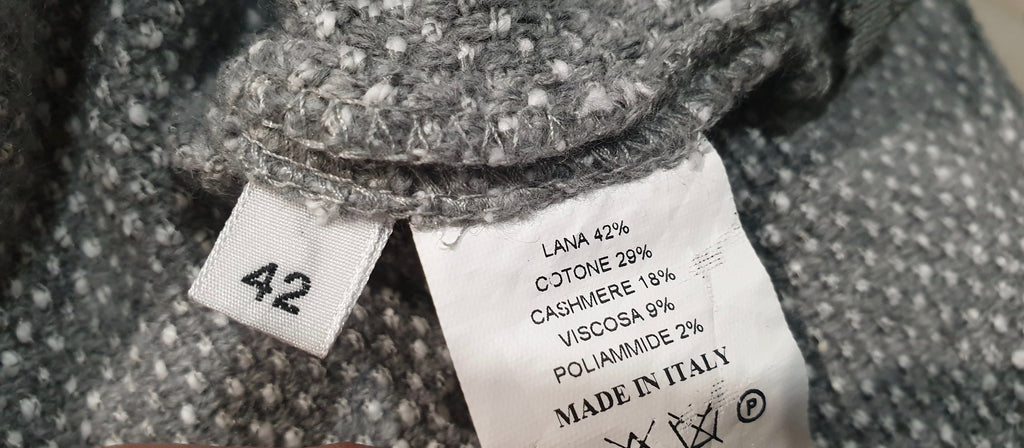 42
LANA 42%
COTONE 29%
CASHMERE 18%
VISCOSA 9%
POLIAMMIDE 2%
MADE IN ITALY
P